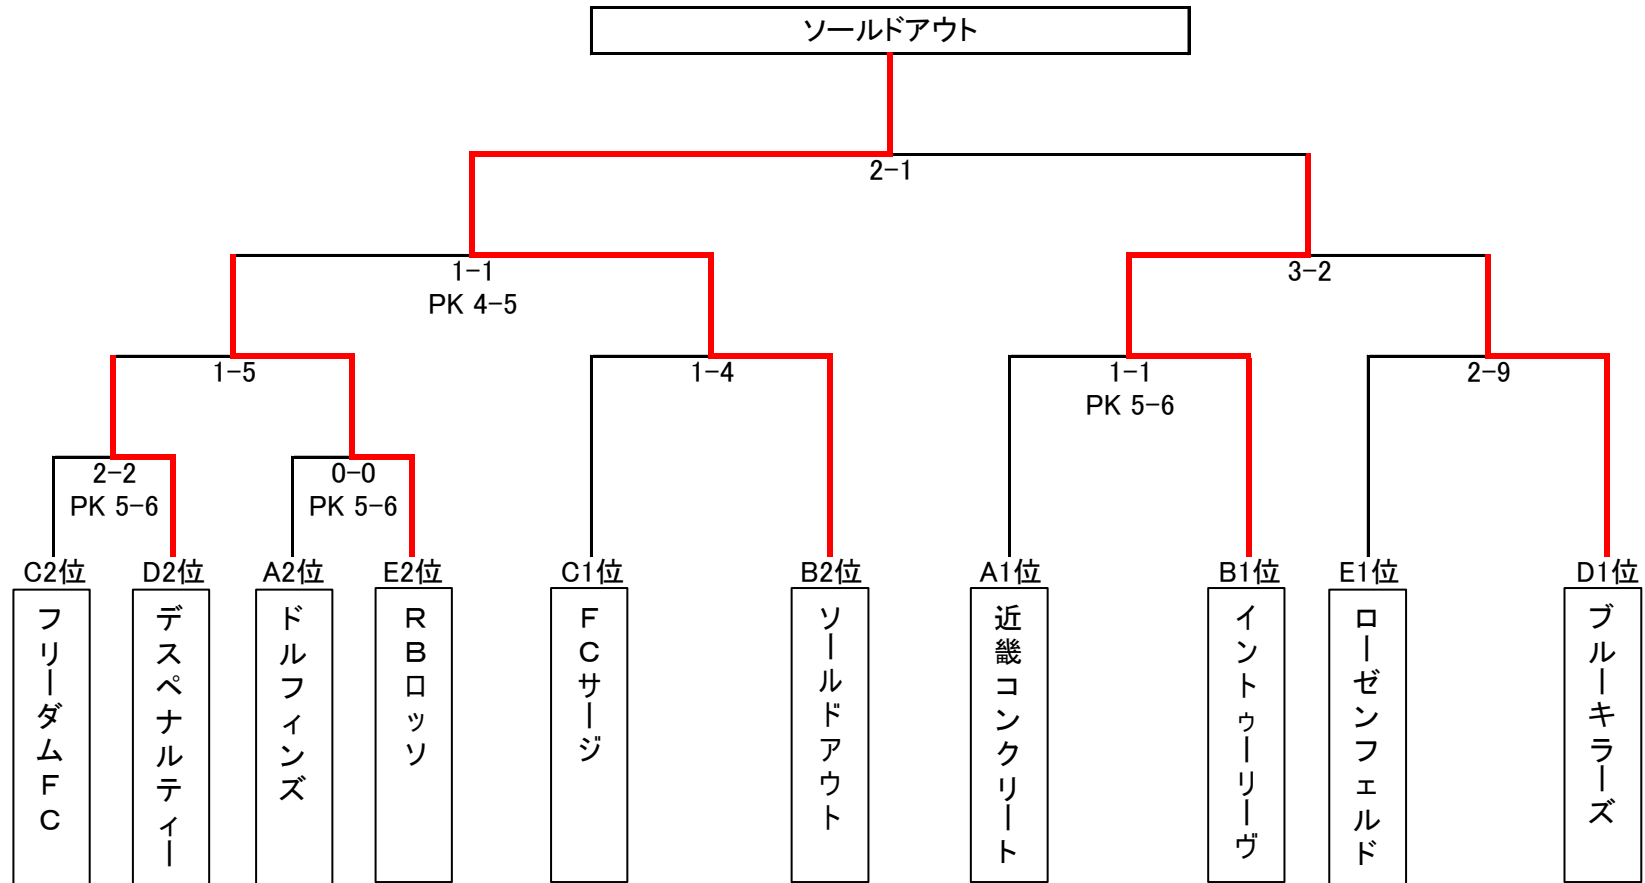 ソールドアウト
2-1
1-1
PK 4-5
3-2
1-5
1-4
1-1
PK 5-6
2-9
2-2
PK 5-6
0-0
PK 5-6
C2位
D2位
A2位
E2位
C1位
B2位
A1位
B1位
E1位
D1位
フリーダムFC
デスペナルティー
ドルフィンズ
RBロッソ
FCサージ
ソールドアウト
近畿コンクリート
イントゥーリーヴ
ローゼンフェルド
ブルーキラーズ